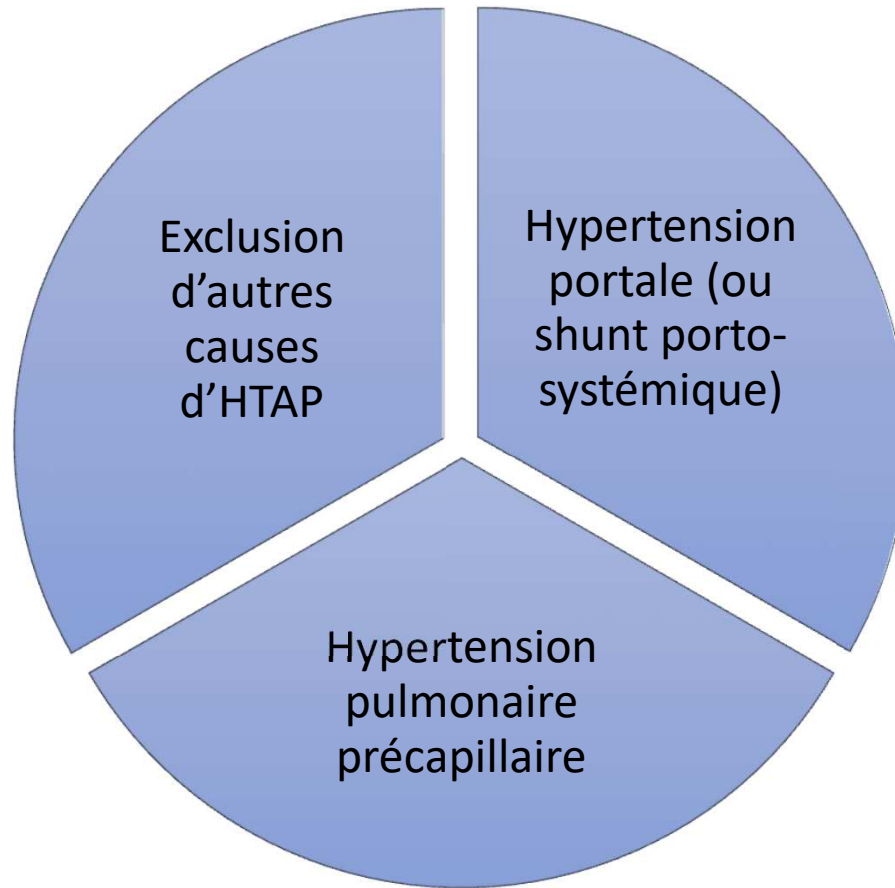 Exclusion
d’autres
causes
d’HTAP
Hypertension
portale (ou
shunt porto-
systémique)
Hypertension
pulmonaire
précapillaire